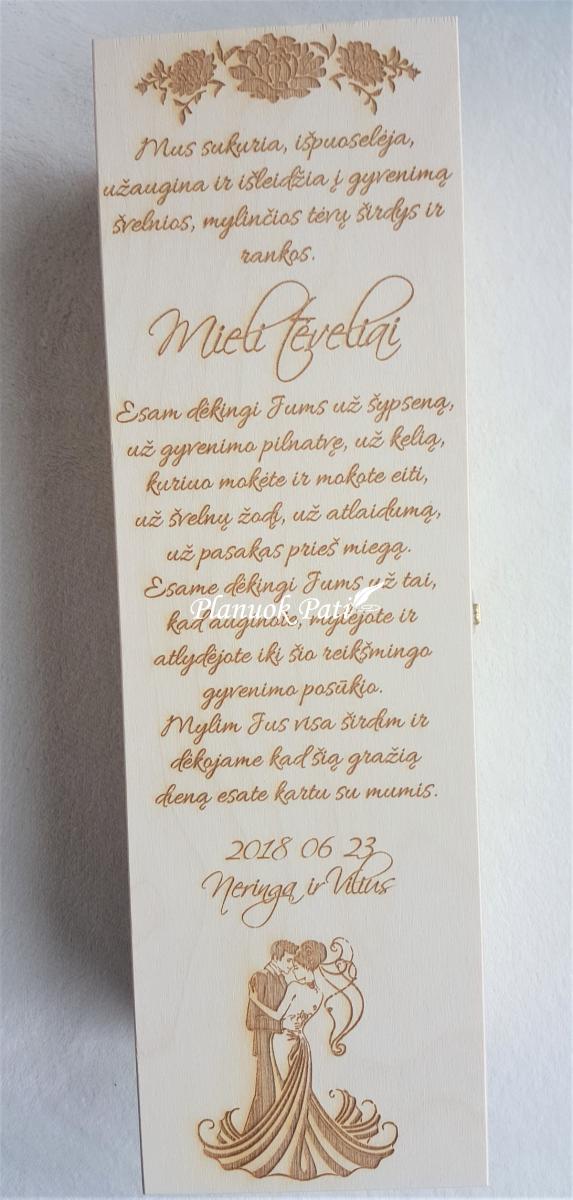 Mus sukuria, išpuoselėja,
užaugina ir išleidžia į gyvenimą
švelnios, mylinčios tėvų širdys ir
rankos.
Mieli tėveliai
Esam dėkingi Jums už šypseną,
už gyvenimo pilnatvę, už kelią,
kuriuo mokėte ir mokote eiti,
už švelnų žodį, už atlaidumą,
už pasakas prieš miegą.
Esame dėkingi Jums už tai,
Planuok Pati
kad auginote, mylėjote ir
atlydėjote iki šio reikšmingo
gyvenimo posūkio.
Mylim Jus visa širdim ir
dėkojame kad šią gražią
dieną esate kartu su mumis.
2018 06 23
Neringa ir Vilius